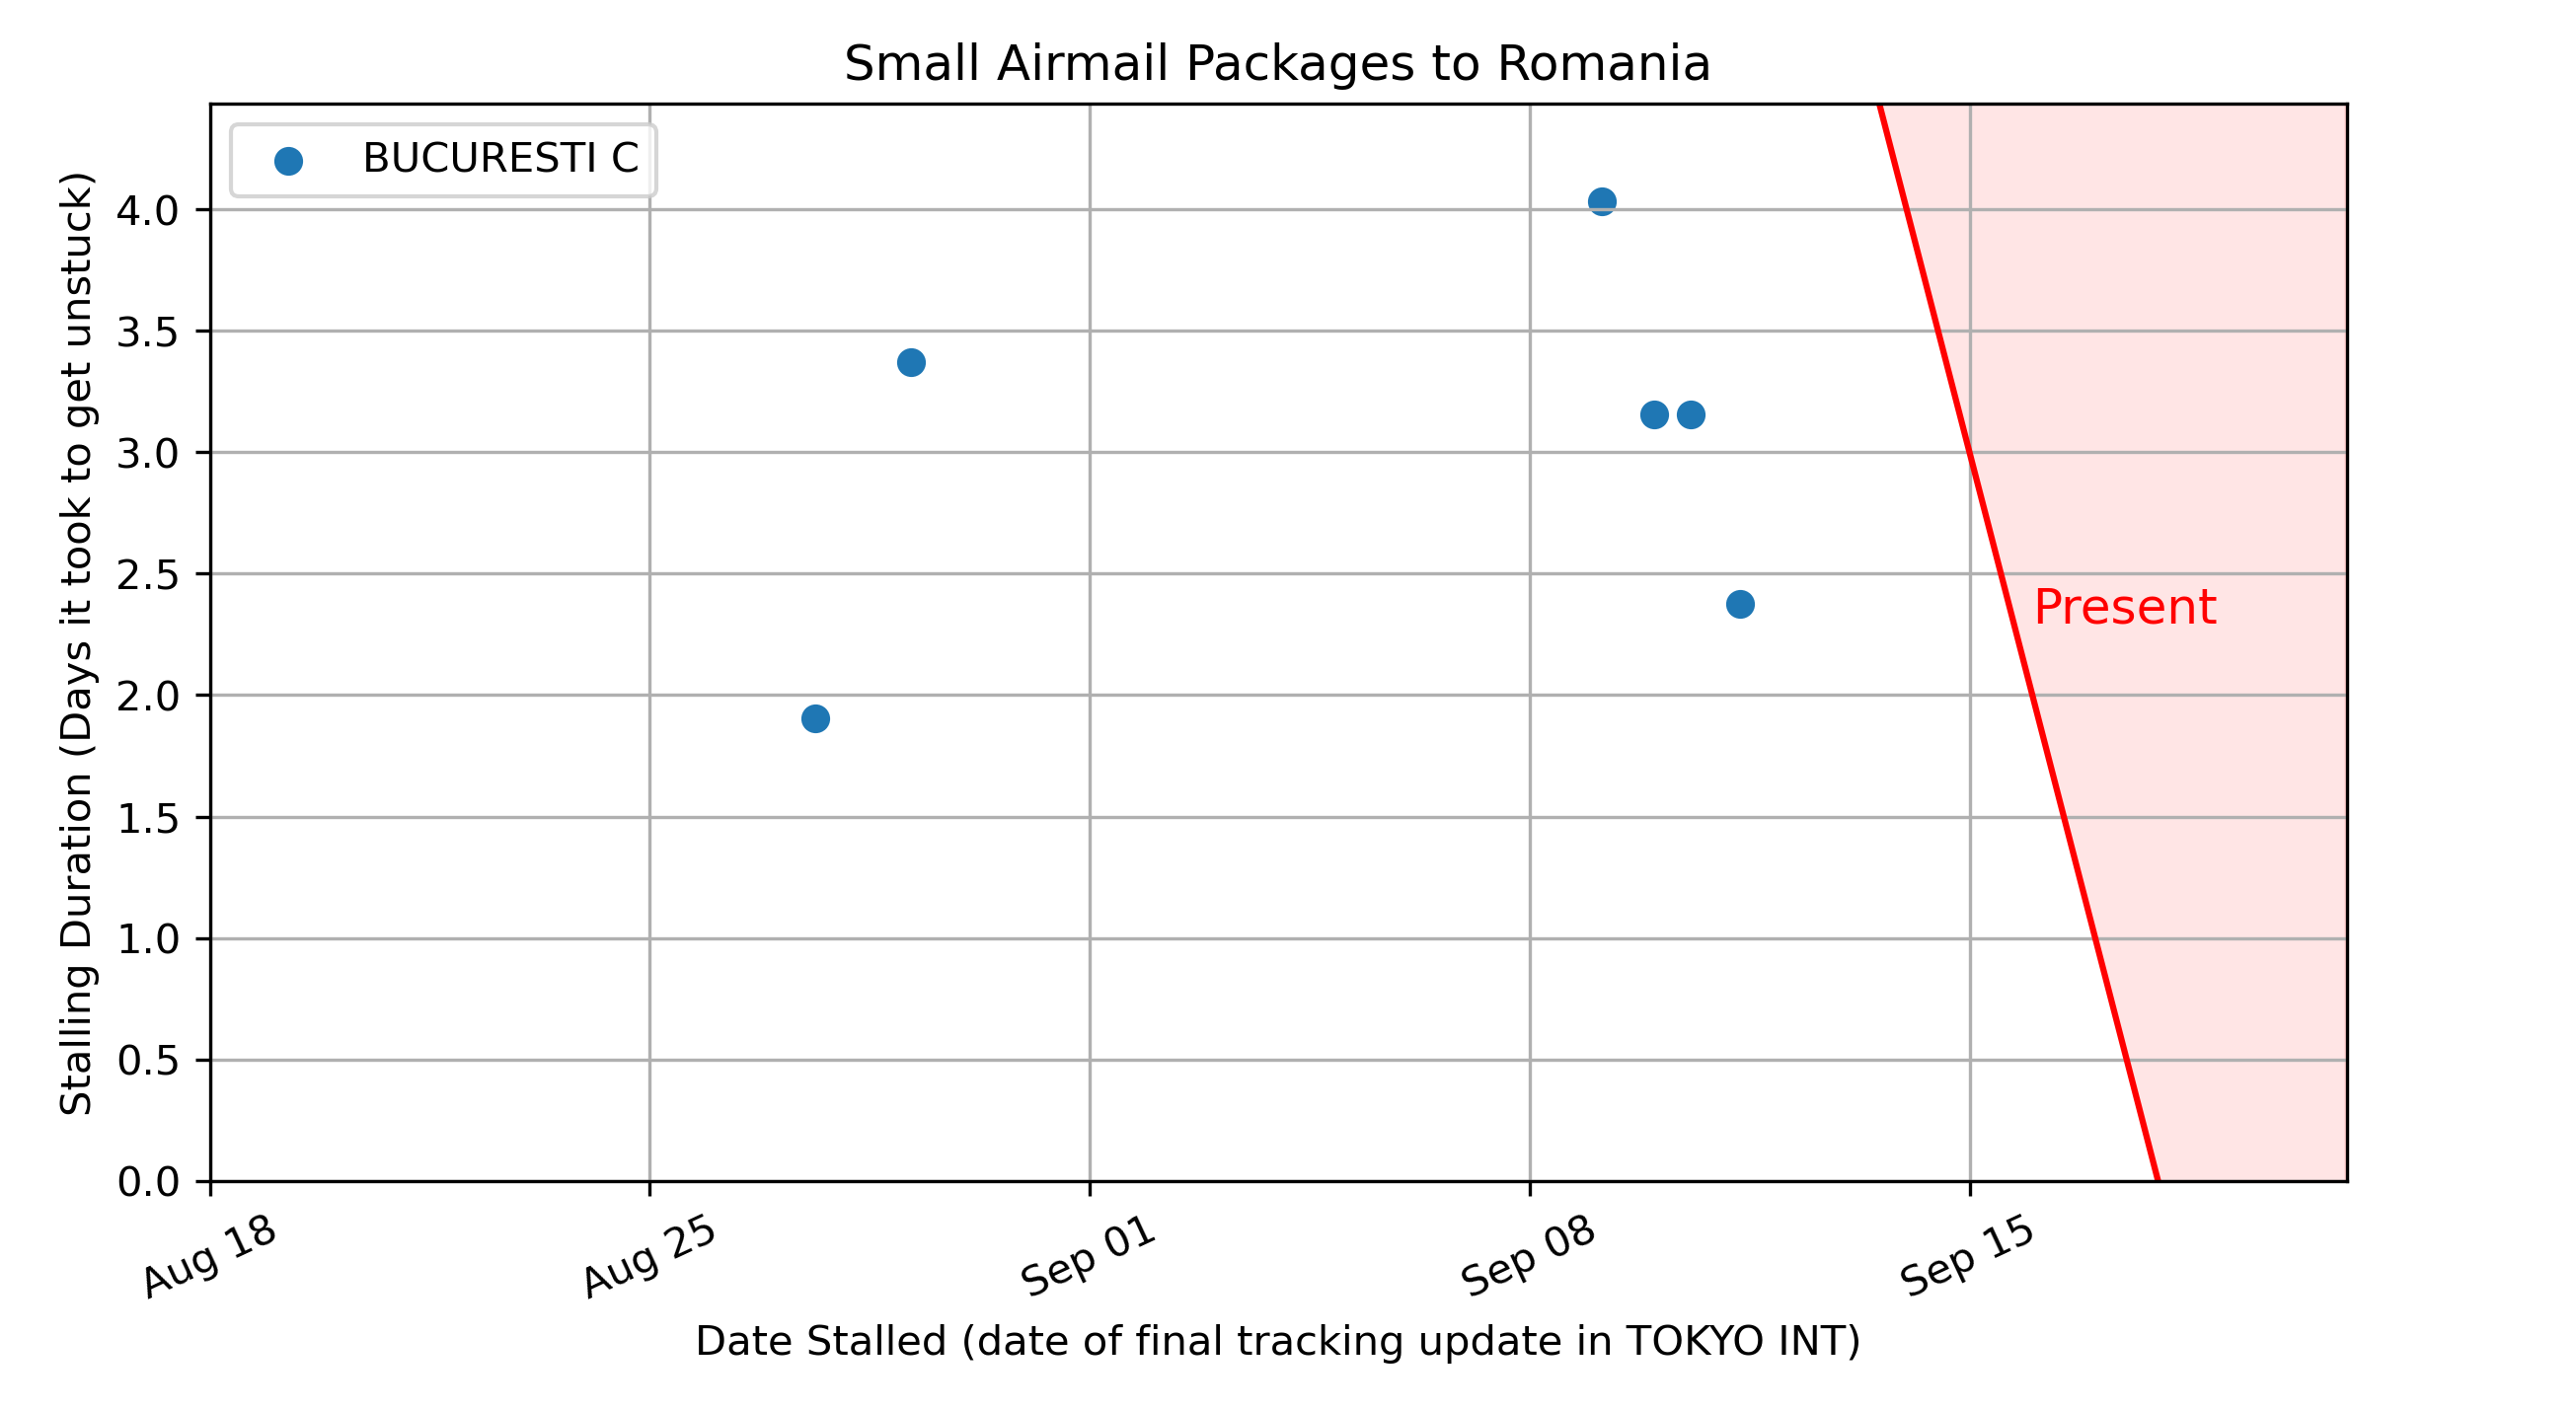 Small Airmail Packages to Romania
BUCURESTI C
Stalling Duration (Days it took to get unstuck)
4.0
3.5
3.0
2.5
2.0
1.5
1.0
0.5
0.0
Present
Aug 18
Aug 25
Sep 01
Sep 08
Sep 15
Date Stalled (date of final tracking update in TOKYO INT)